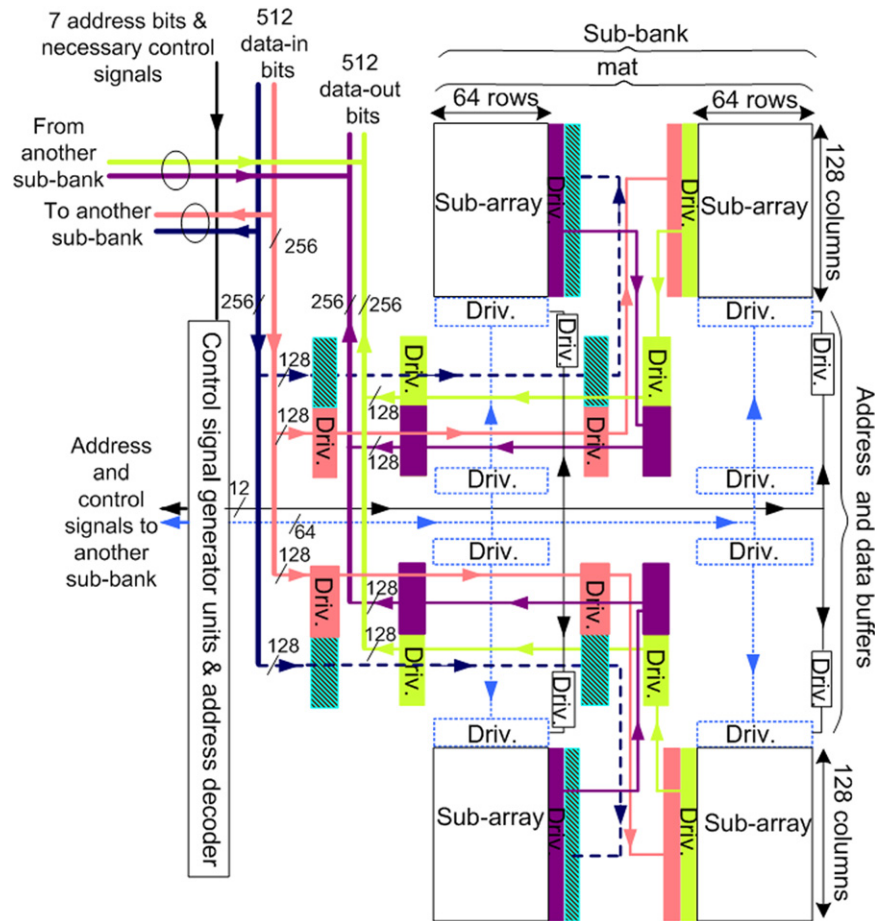 7 address bits &
necessary control
signals
512
data-in
bits
512
data-out
bits
Sub-bank
mat
64 rows
64 rows
From
another
sub-bank
To another
sub-bank
256
256
256
256
Sub-array
Driv.
Driv.
Sub-array
128 columns
Driv.
Driv.
Driv.
Driv.
128
128
128
128
Driv.
Driv.
Driv.
Driv.
Driv.
Driv.
Control signal generator units & address decoder
Address
and
control
signals to
another
sub-bank
12
64
Address and data buffers
Driv.
Driv.
128
128
128
128
Driv.
Driv.
Driv.
Driv.
Driv.
Driv.
Driv.
Driv.
Sub-array
Driv.
Driv.
Sub-array
128 columns